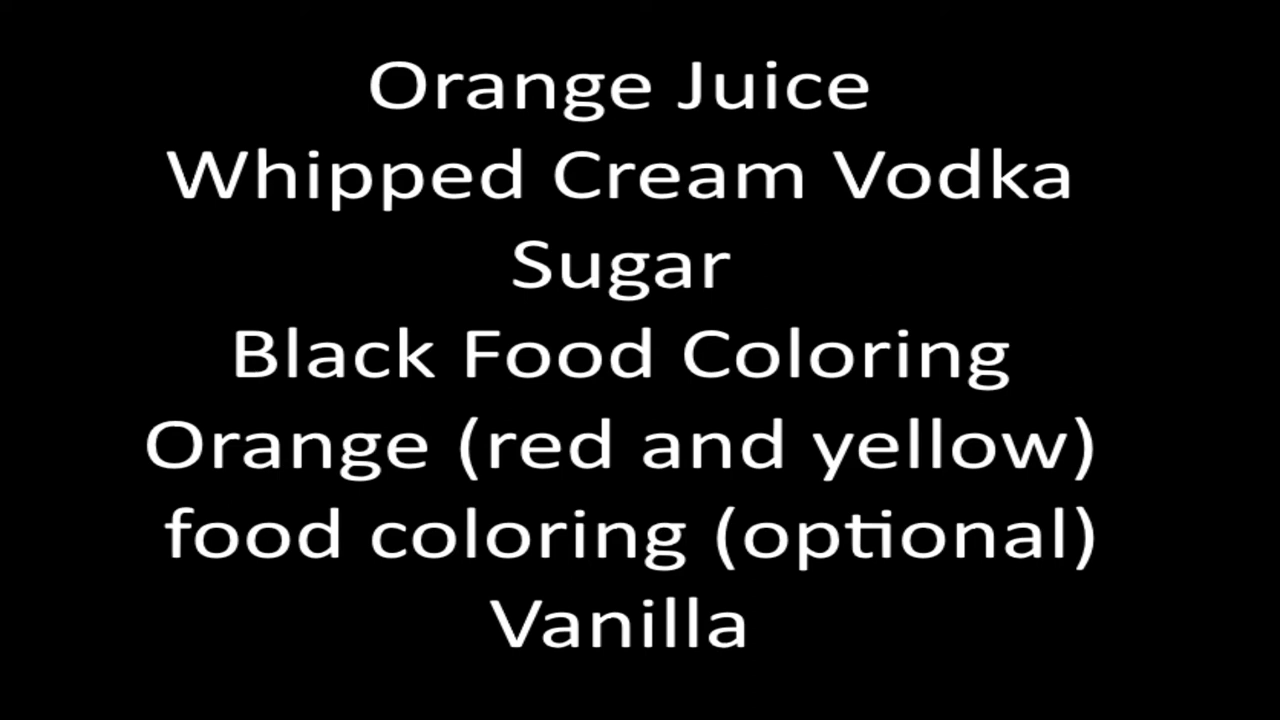 Orange Juice
Whipped Cream Vodka
Sugar
Black Food Coloring
Orange (red and yellow)
food coloring (optional)
Vanilla